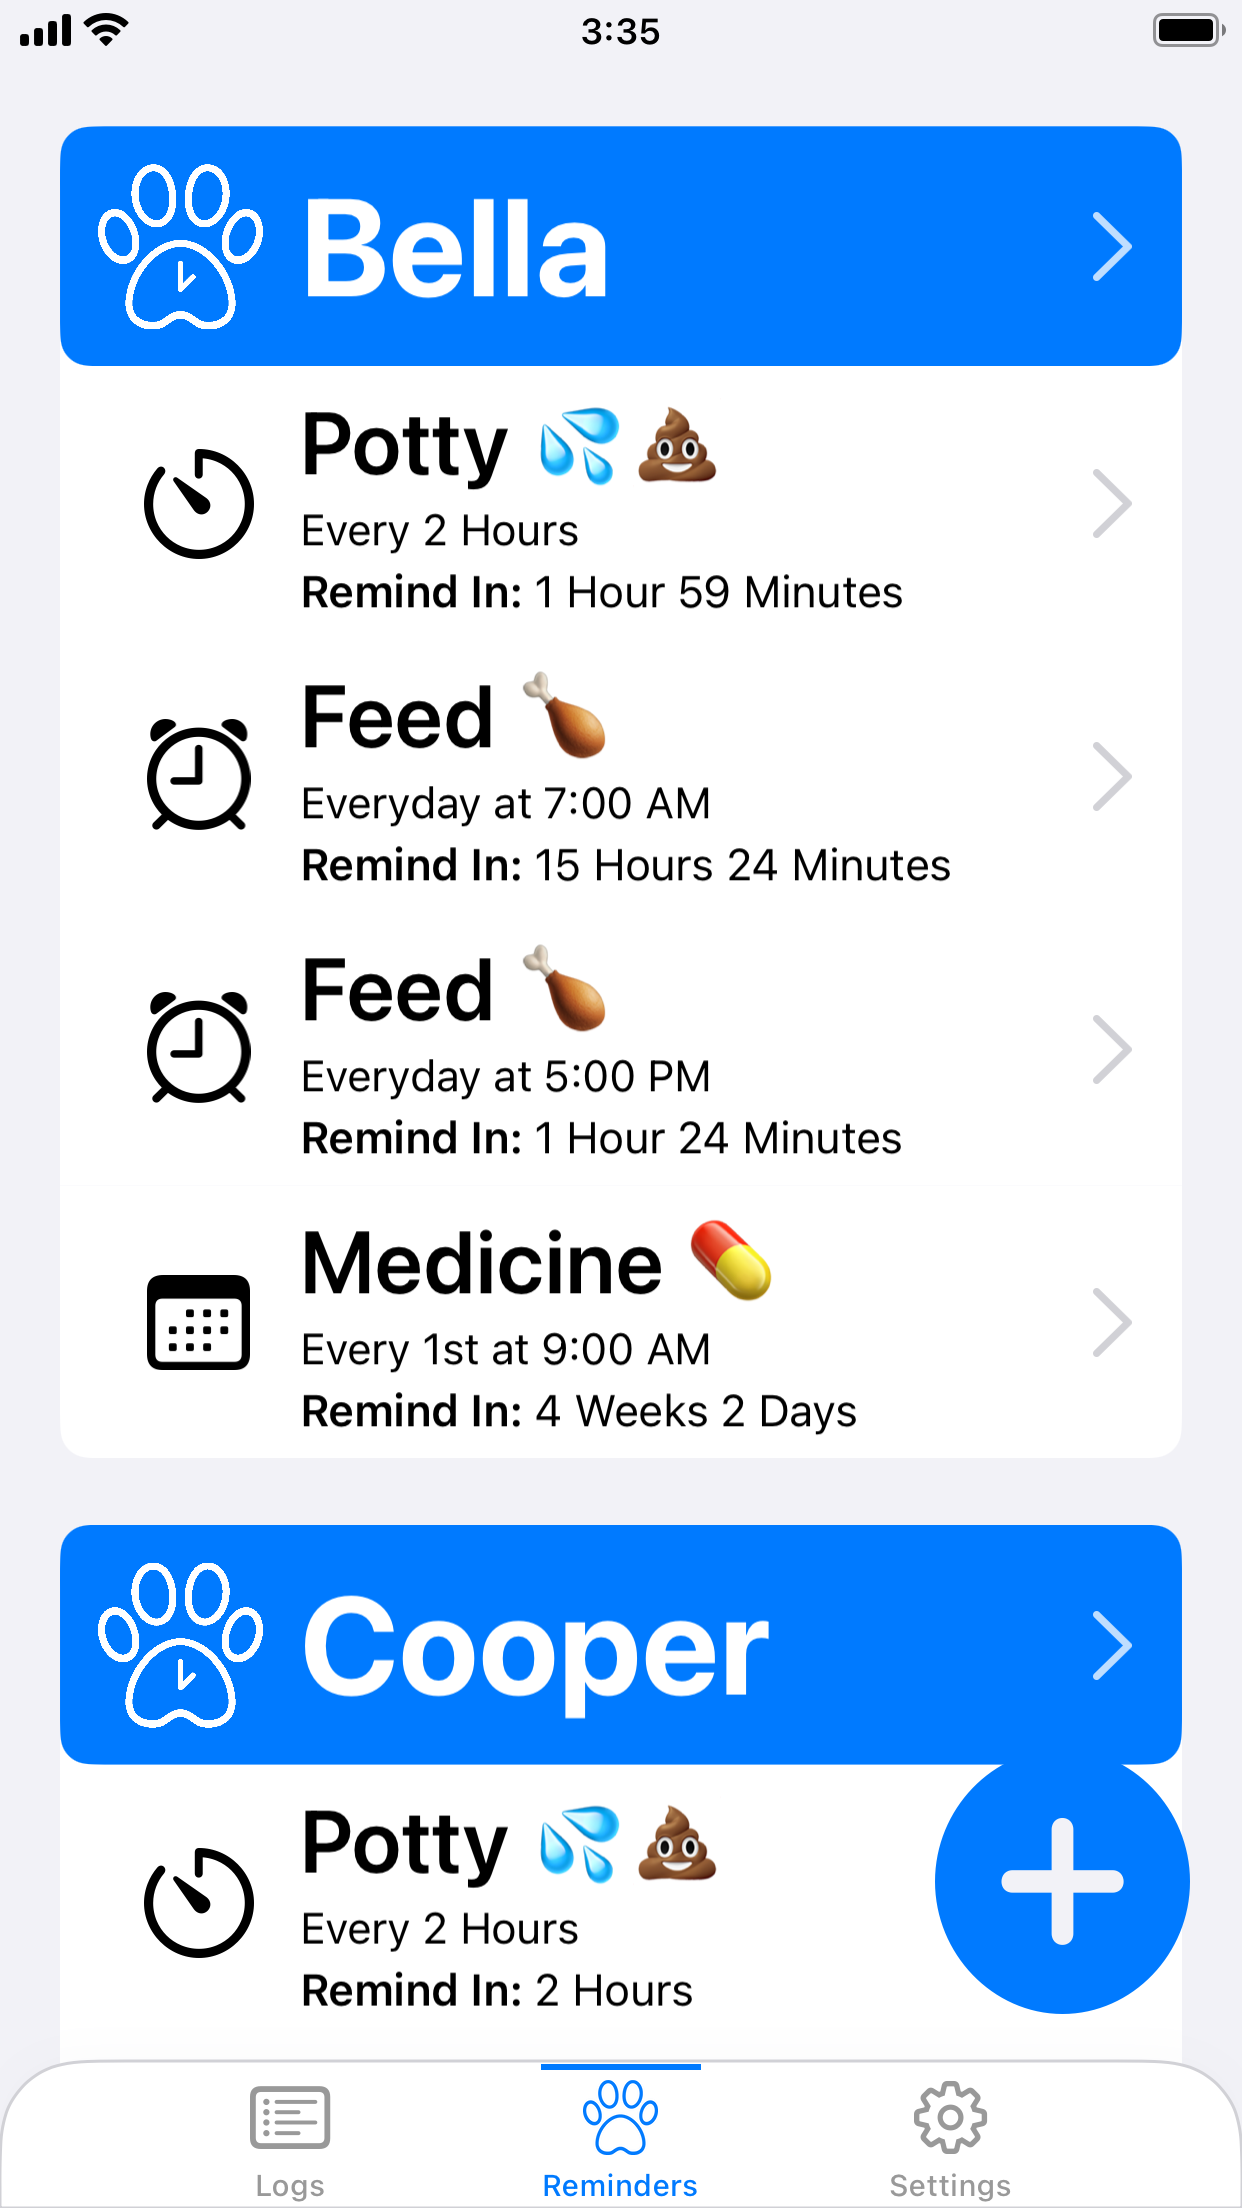 3:35
Bella
Potty 💦 💩
Every 2 Hours
Remind In: 1 Hour 59 Minutes
Feed 🍗
Everyday at 7:00 AM
Remind In: 15 Hours 24 Minutes
Feed 🍗
Everyday at 5:00 PM
Remind In: 1 Hour 24 Minutes
Medicine 💊
Every 1st at 9:00 AM
Remind In: 4 Weeks 2 Days
Cooper
Potty 💦 💩
Every 2 Hours
Remind In: 2 Hours
Logs
Reminders
Settings